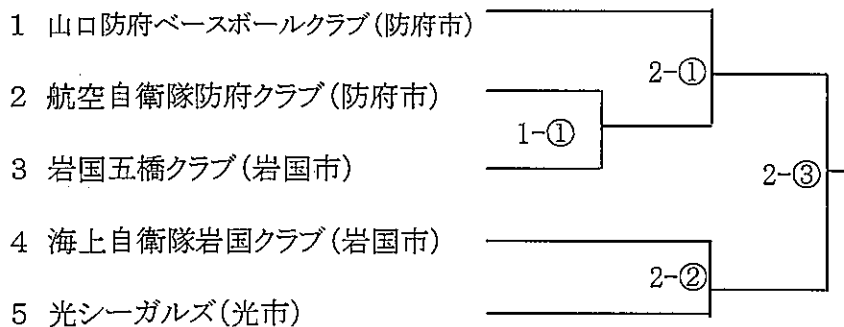 1 山口防府ベースボールクラブ(防府市)
2-①
2 航空自衛隊防府クラブ(防府市)
1-①
3 岩国五橋クラブ(岩国市)
2-③
4 海上自衛隊岩国クラブ(岩国市)
2-②
5 光シーガルズ(光市)